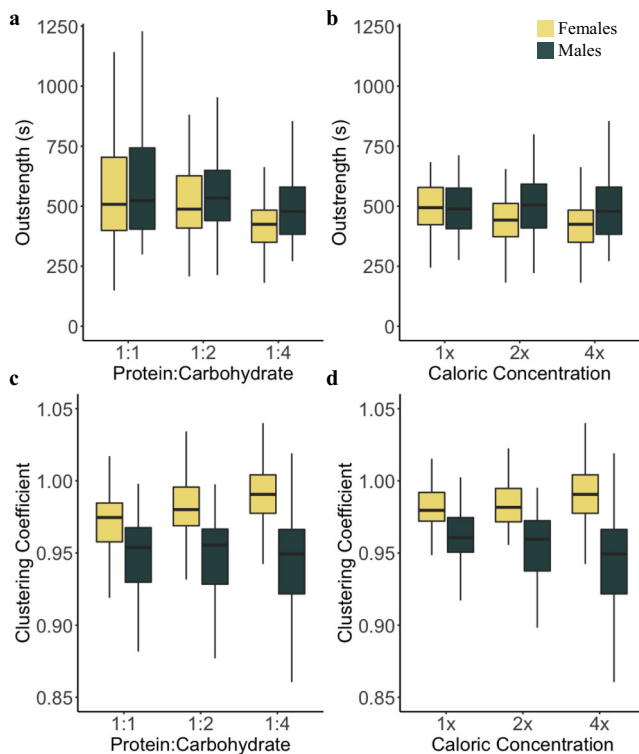 a
1250
1000
750
500
250
0
Outstrength (s)
1:1 1:2 1:4
Protein:Carbohydrate
b
Females
Males
1250
1000
750
500
250
0
Outstrength (s)
1x 2x 4x
Caloric Concentration
c
1.05
1.00
0.95
0.90
0.85
Clustering Coefficient
1:1 1:2 1:4
Protein:Carbohydrate
d
1.05
1.00
0.95
0.90
0.85
Clustering Coefficient
1x 2x 4x
Caloric Concentration